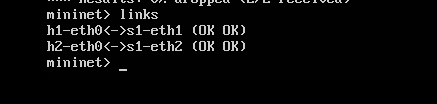 *** Results: 0% dropped (2/2 received)
mininet> links
h1-eth0<->s1-eth1 (OK OK)
h2-eth0<->s1-eth2 (OK OK)
mininet> _